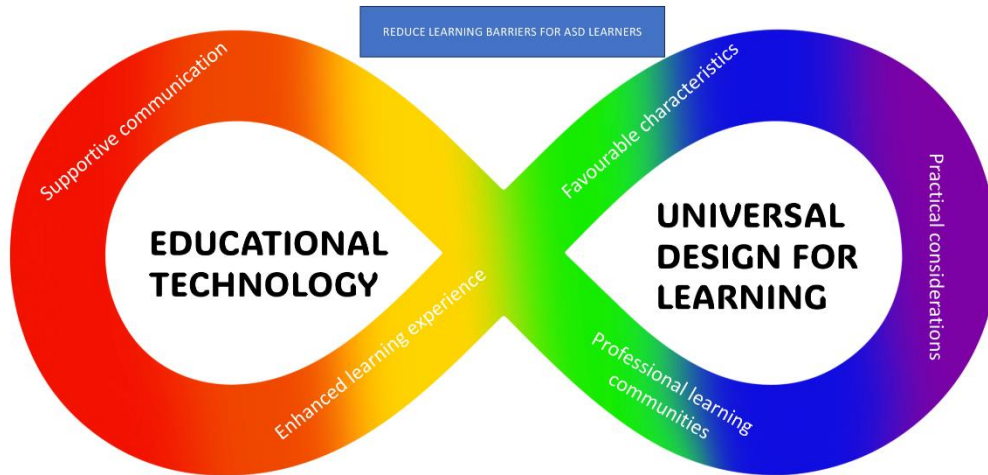 REDUCE LEARNING BARRIERS FOR ASD LEARNERS
Supportive communication
Favourable characteristics
Practical considerations
EDUCATIONAL
TECHNOLOGY
UNIVERSAL
DESIGN FOR
LEARNING
Enhanced learning experience
Professional learning
communities